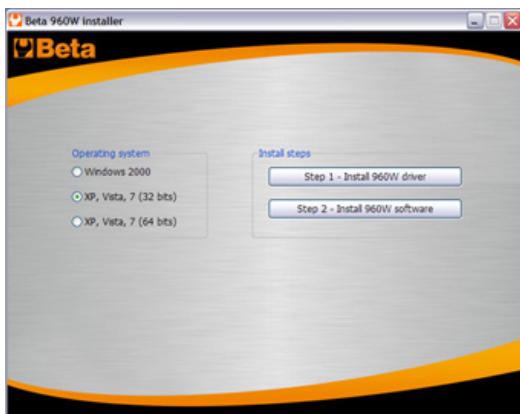 Beta 960W installer
Beta
Operating system
Windows 2000
XP, Vista, 7 (32 bits)
XP, Vista, 7 (64 bits)
Install steps
Step 1 - Install 960W driver
Step 2 - Install 960W software